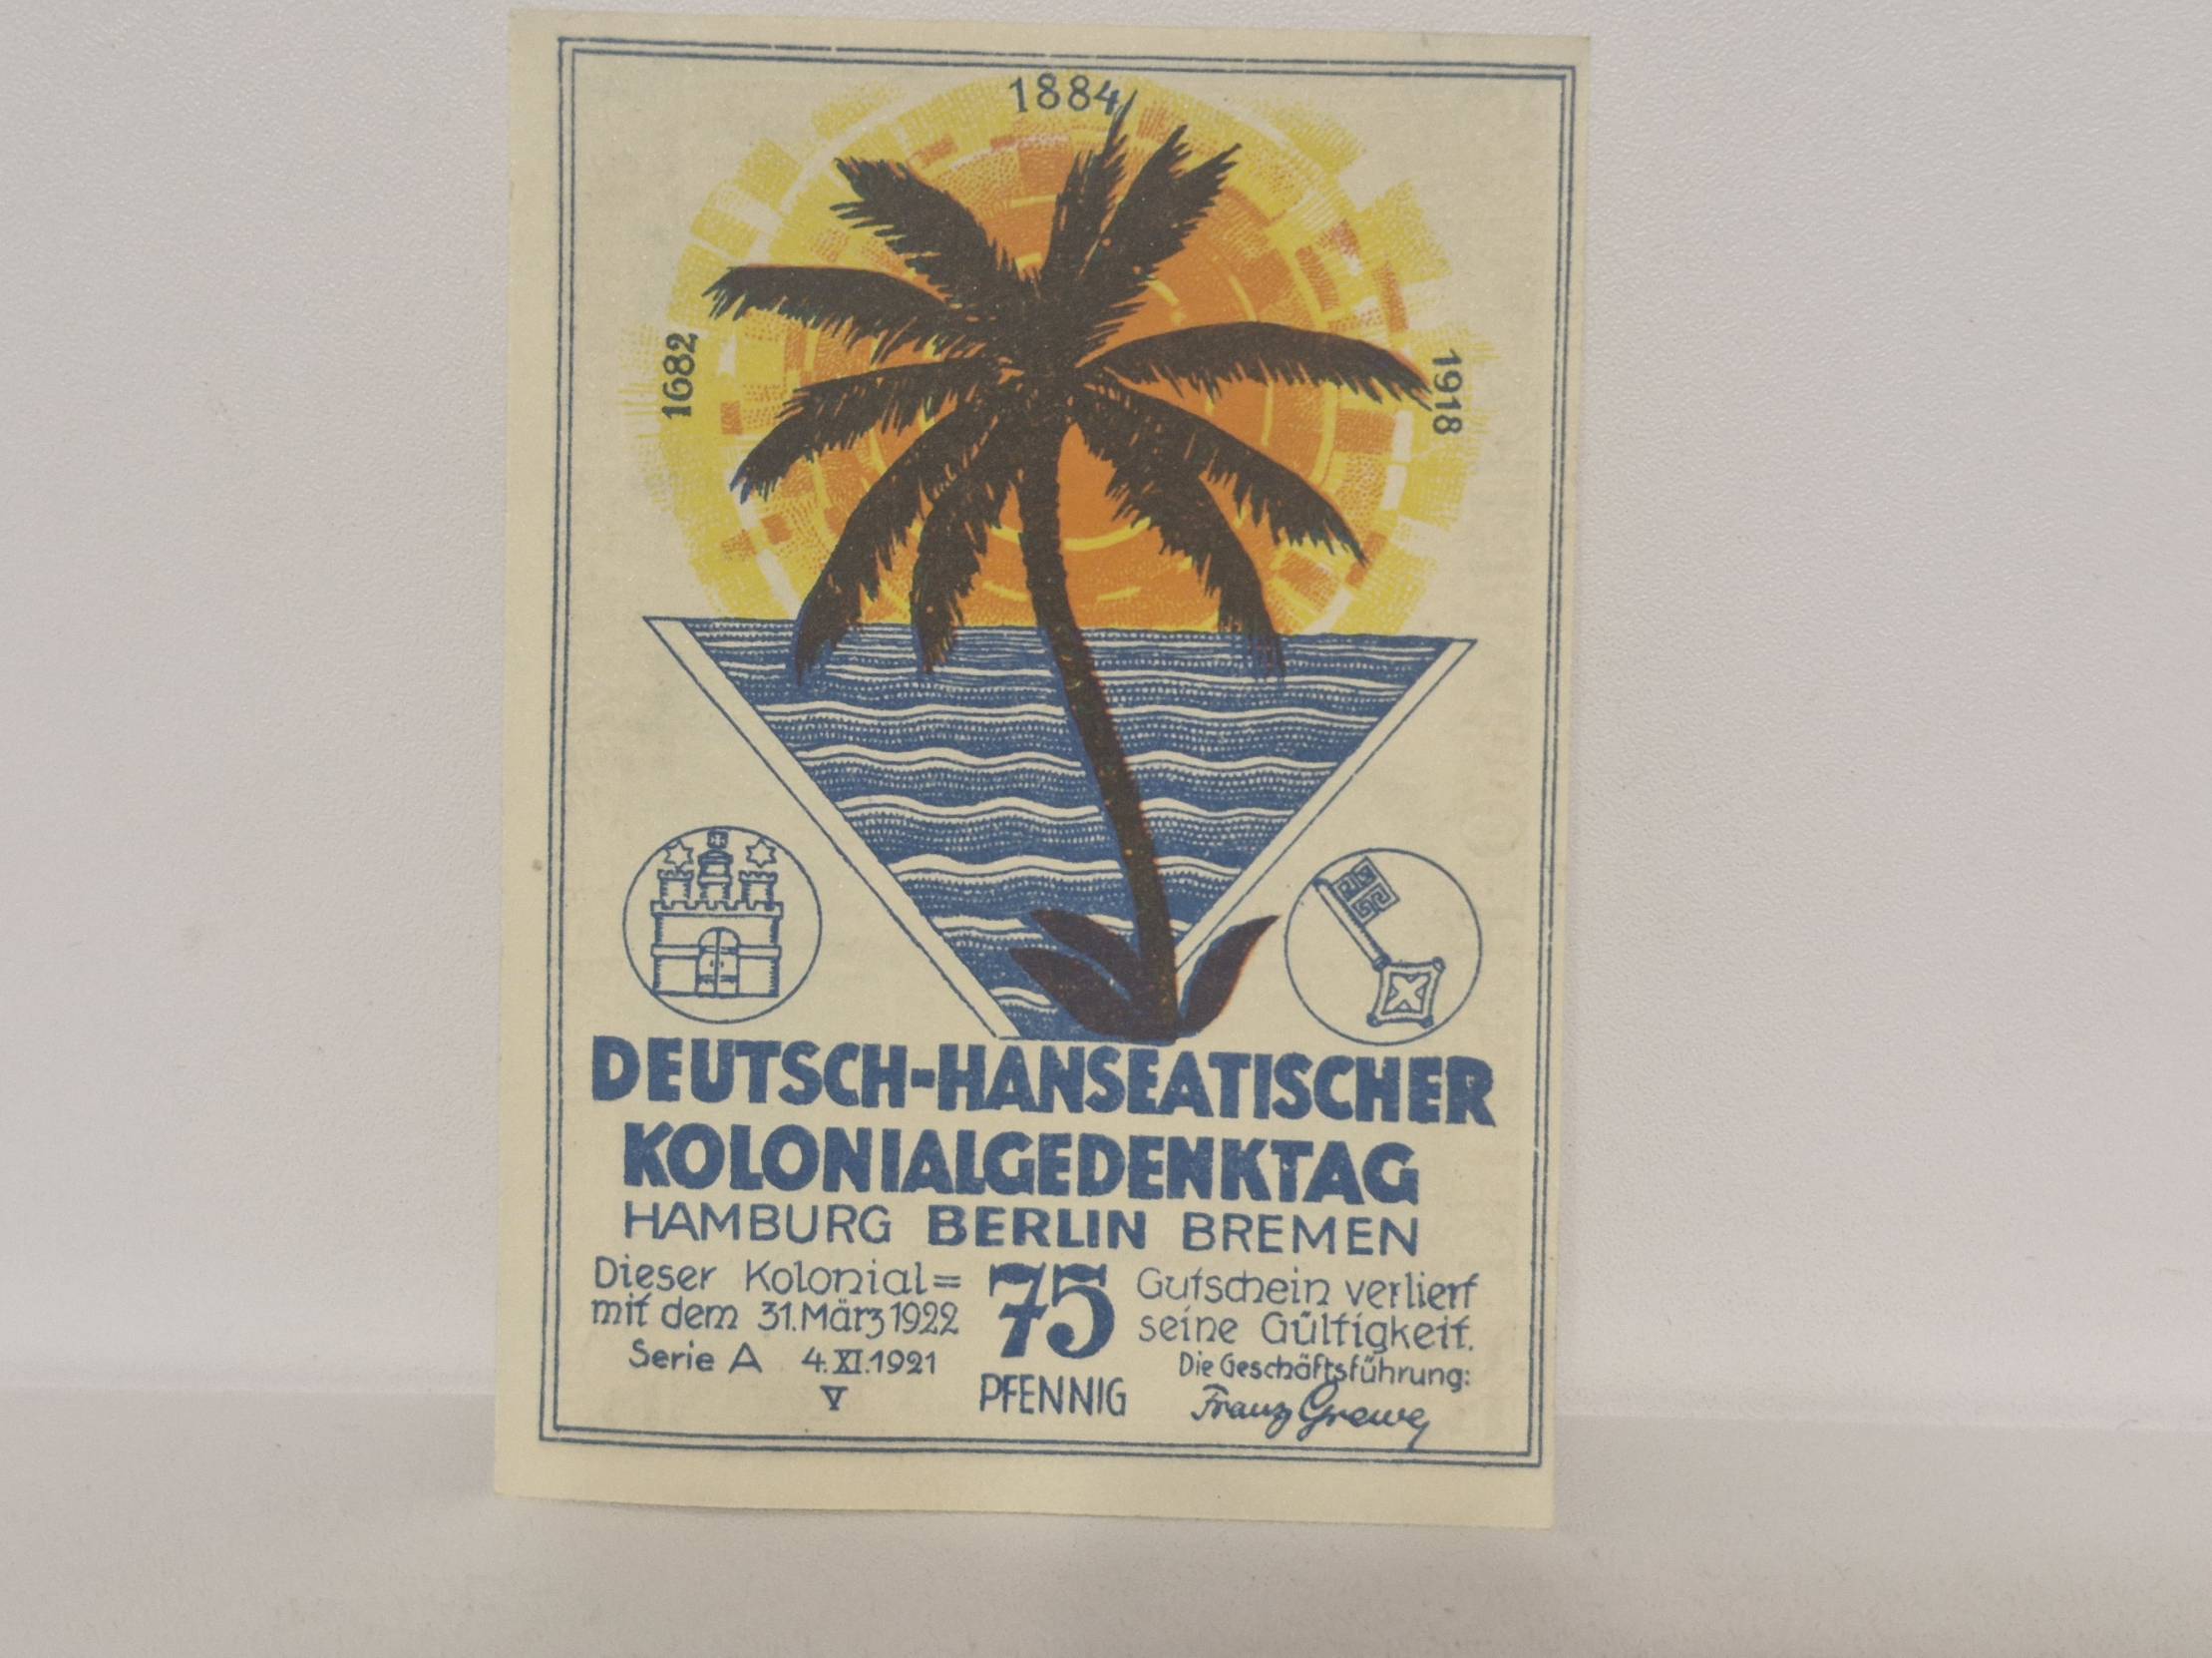 1884
1682
1918
DEUTSCH-HANSEATISCHER
KOLONIALGEDENKTAG
HAMBURG BERLIN BREMEN
Dieser Kolonial= 75 Gutschein verliert
mit dem 31. März 1922 seine Gültigkeit.
Serie A 4. XI. 1921 Die Geschäftsführung:
V PFENNIG Franz Grewe